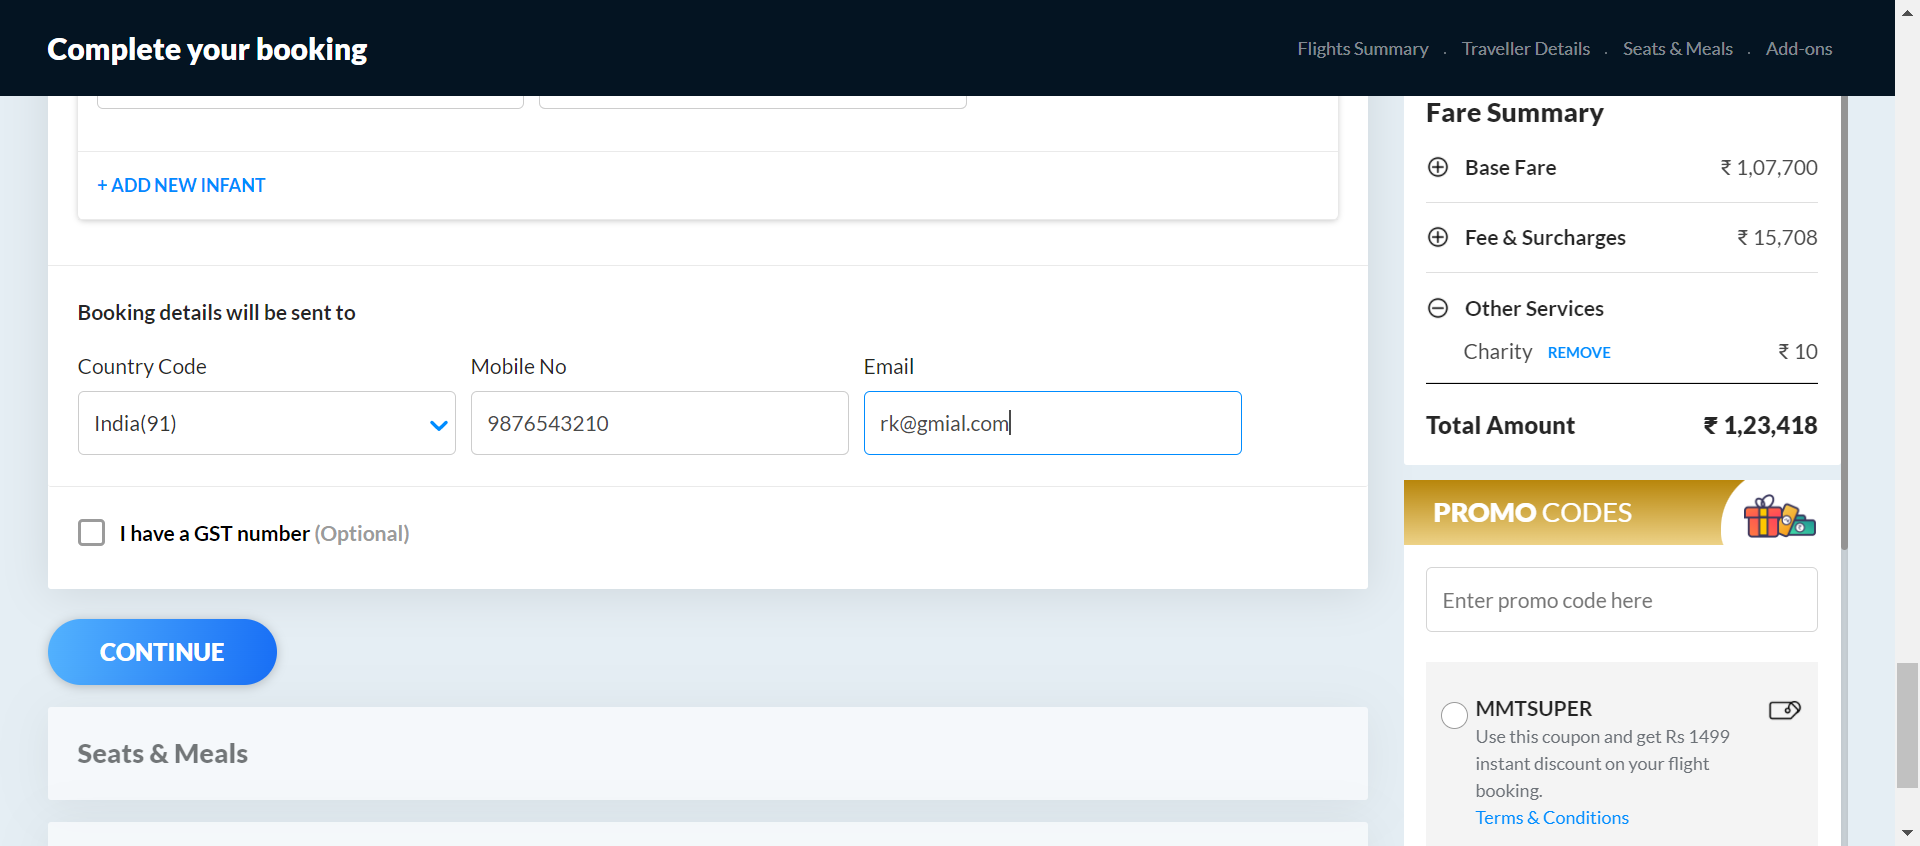 Complete your booking
Flights Summary . Traveller Details . Seats & Meals . Add-ons
+ ADD NEW INFANT
Booking details will be sent to
Country Code
Mobile No
Email
India(91)
9876543210
rk@gmial.com
I have a GST number (Optional)
CONTINUE
Seats & Meals
Fare Summary
Base Fare ₹ 1,07,700
Fee & Surcharges ₹ 15,708
Other Services
Charity REMOVE ₹ 10
Total Amount ₹ 1,23,418
PROMO CODES
Enter promo code here
MMTSUPER
Use this coupon and get Rs 1499
instant discount on your flight
booking.
Terms & Conditions